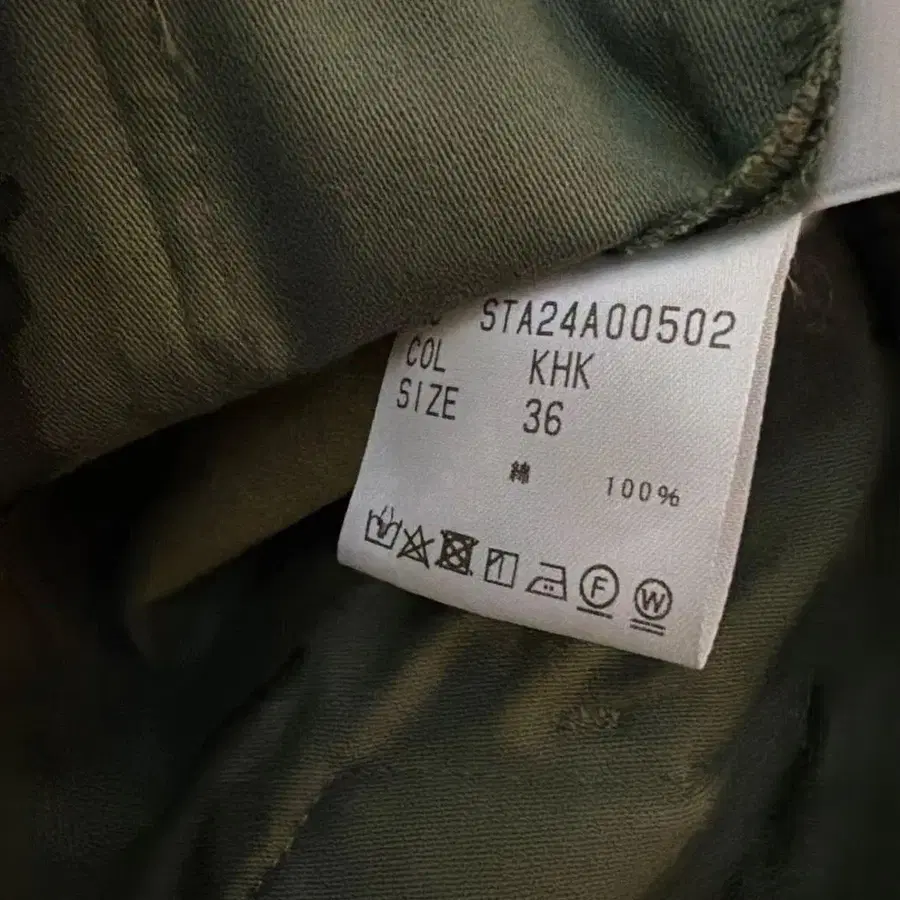 STA24A00502
COL KHK
SIZE 36
綿 100%
F W